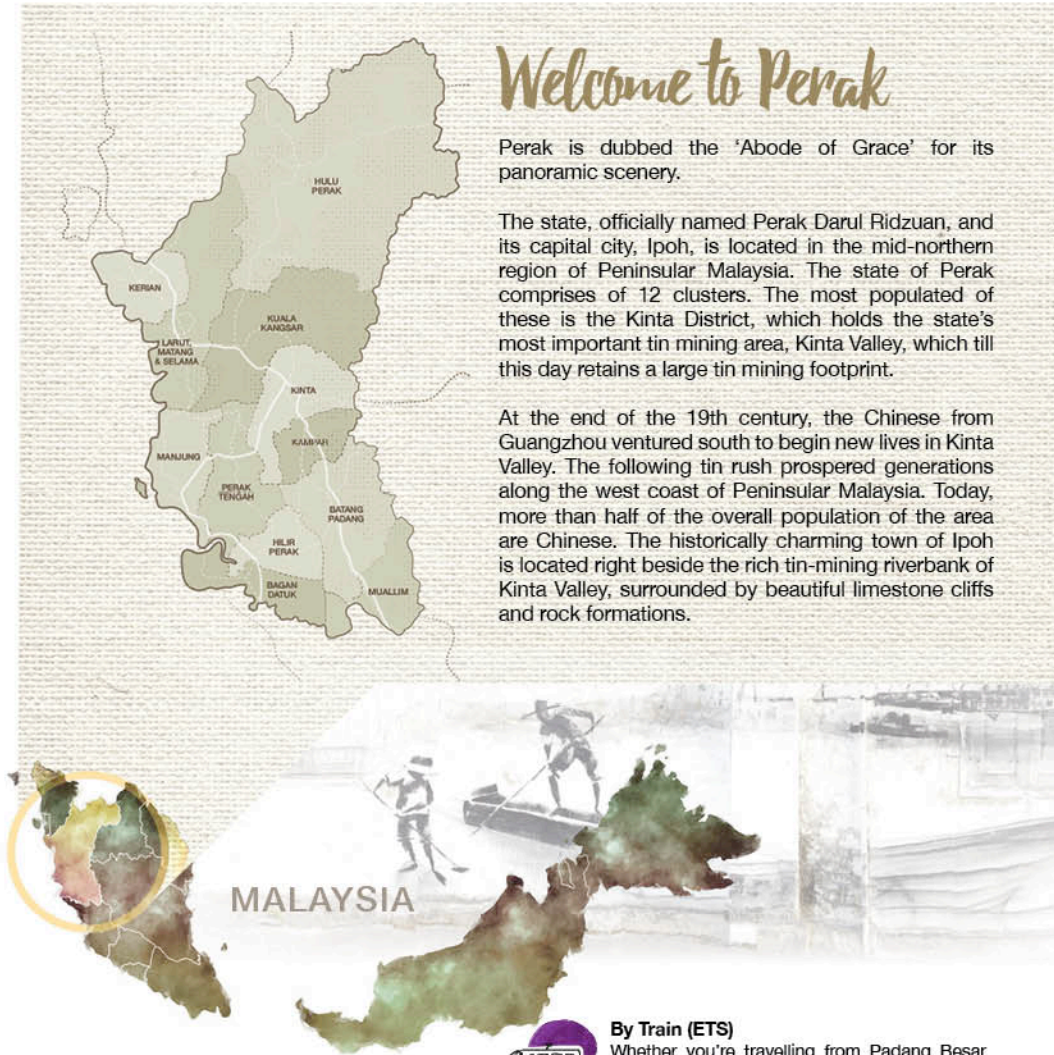 Welcome to Perak
Perak is dubbed the ‘Abode of Grace’ for its
panoramic scenery.
The state, officially named Perak Darul Ridzuan, and
its capital city, Ipoh, is located in the mid-northern
region of Peninsular Malaysia. The state of Perak
comprises of 12 clusters. The most populated of
these is the Kinta District, which holds the state’s
most important tin mining area, Kinta Valley, which till
this day retains a large tin mining footprint.
At the end of the 19th century, the Chinese from
Guangzhou ventured south to begin new lives in Kinta
Valley. The following tin rush prospered generations
along the west coast of Peninsular Malaysia. Today,
more than half of the overall population of the area
are Chinese. The historically charming town of Ipoh
is located right beside the rich tin-mining riverbank of
Kinta Valley, surrounded by beautiful limestone cliffs
and rock formations.
HULU
PERAK
KERIAN
KUALA
KANGSAR
LARUT,
MATANG
& SELAMA
KINTA
KAMPAR
MANJUNG
PERAK
TENGAH
BATANG
PADANG
HILIR
PERAK
BAGAN
DATUK
MUALLIM
MALAYSIA
By Train (ETS)
Whether you’re travelling from Padang Besar